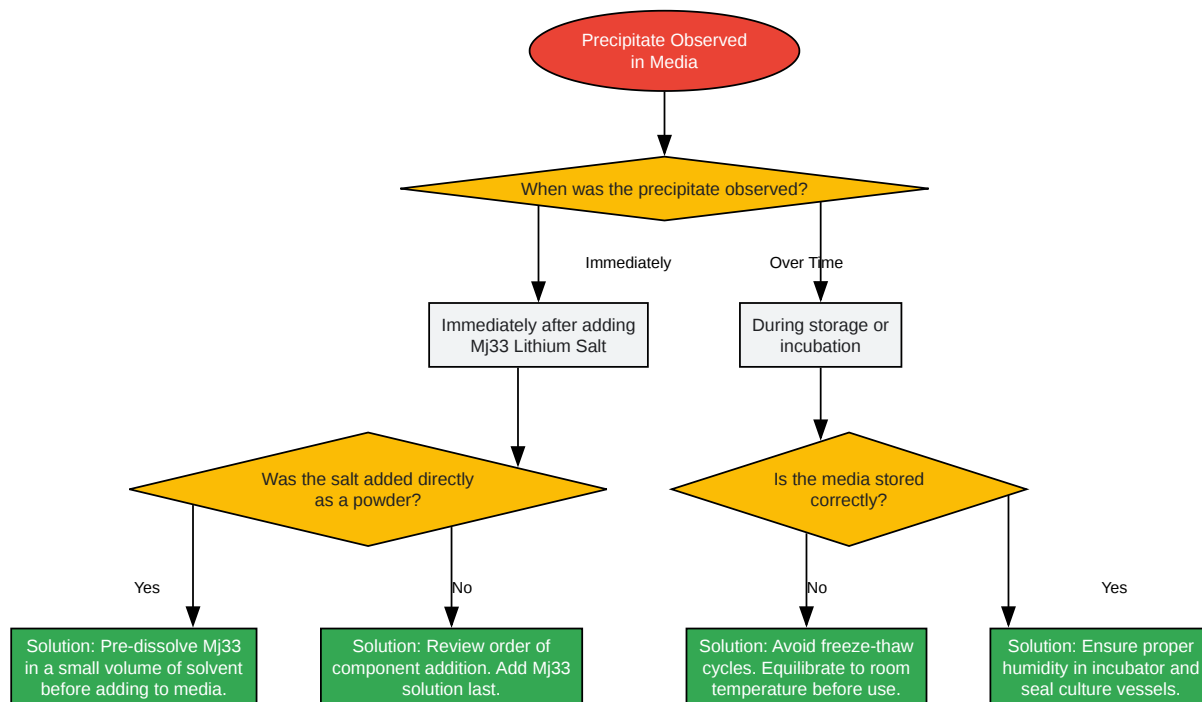 Precipitate Observed
in Media
When was the precipitate observed?
Immediately
Over Time
Immediately after adding
Mj33 Lithium Salt
During storage or
incubation
Was the salt added directly
as a powder?
Is the media stored
correctly?
Yes
No
No
Yes
Solution: Pre-dissolve Mj33
in a small volume of solvent
before adding to media.
Solution: Review order of
component addition. Add Mj33
solution last.
Solution: Avoid freeze-thaw
cycles. Equilibrate to room
temperature before use.
Solution: Ensure proper
humidity in incubator and
seal culture vessels.